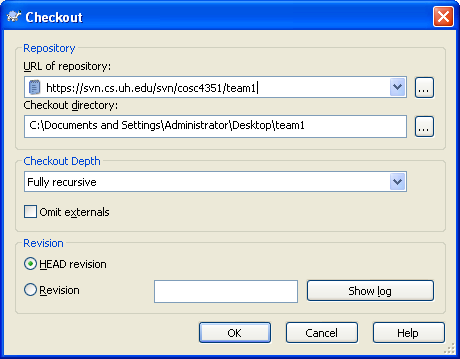 Checkout
Repository
URL of repository:
https://svn.cs.uh.edu/svn/cosc4351/team1
...
Checkout directory:
C:\Documents and Settings\Administrator\Desktop\team1
...
Checkout Depth
Fully recursive
Omit externals
Revision
HEAD revision
Revision
Show log
OK Cancel Help